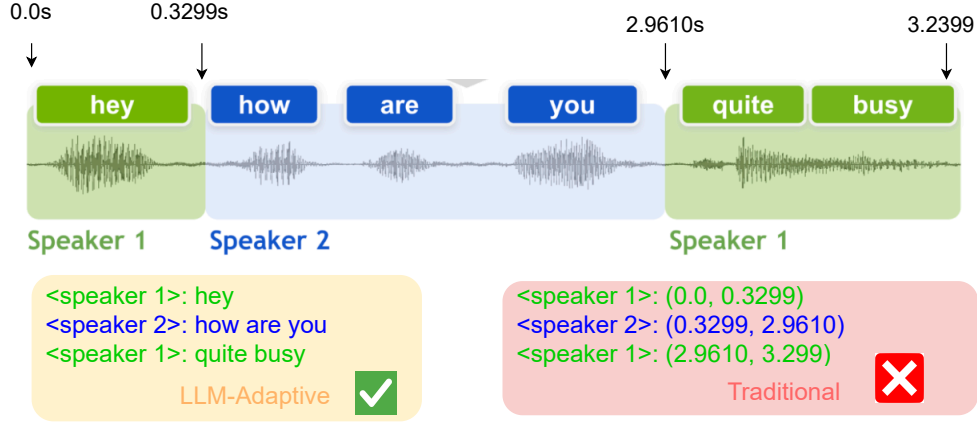 0.0s
0.3299s
2.9610s
3.2399
hey
how
are
you
quite
busy
Speaker 1
Speaker 2
Speaker 1
<speaker 1>: hey
<speaker 2>: how are you
<speaker 1>: quite busy
LLM-Adaptive
<speaker 1>: (0.0, 0.3299)
<speaker 2>: (0.3299, 2.9610)
<speaker 1>: (2.9610, 3.299)
Traditional